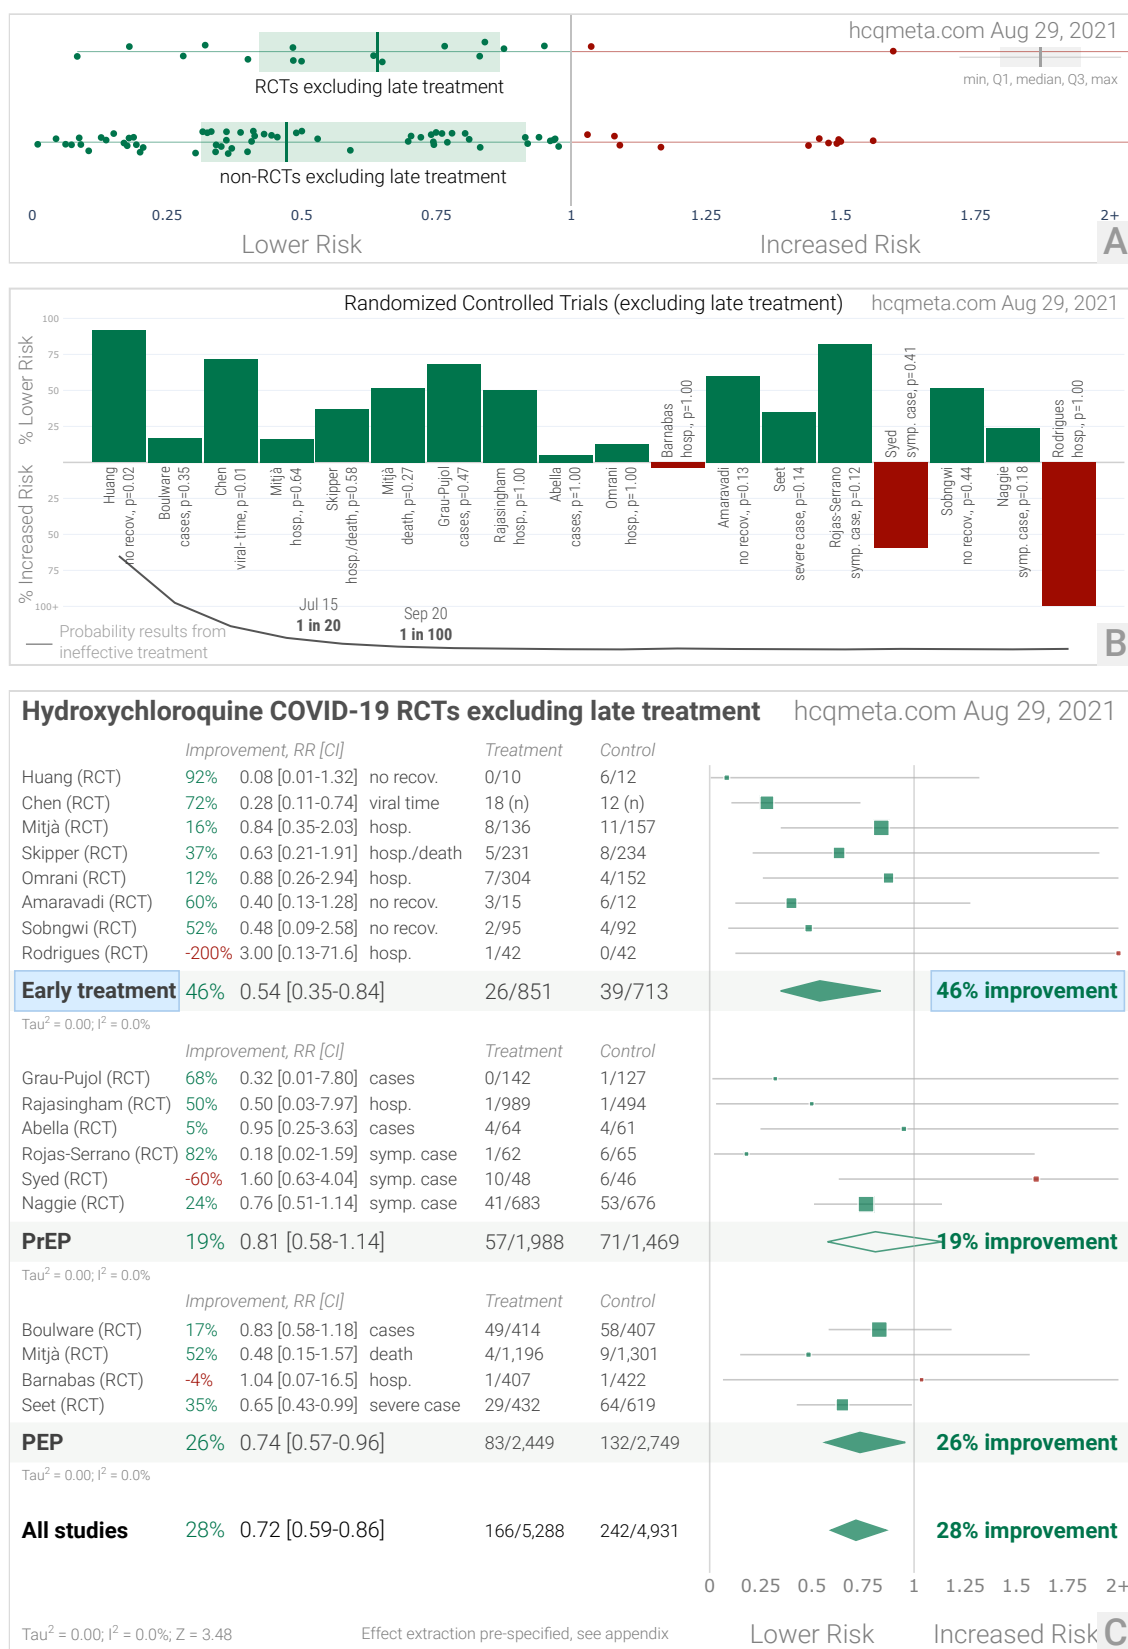 hcqmeta.com Aug 29, 2021
min, Q1, median, Q3, max
RCTs excluding late treatment
non-RCTs excluding late treatment
0 0.25 0.5 0.75 1 1.25 1.5 1.75 2+
Lower Risk Increased Risk
A
Randomized Controlled Trials (excluding late treatment) hcqmeta.com Aug 29, 2021
% Lower Risk
% Increased Risk
100
75
50
25
25
50
75
100+
Huang
no recov., p=0.02
Boulware
cases, p=0.35
Chen
viral- time, p=0.01
Mitjà
hosp., p=0.64
Skipper
hosp./death, p=0.58
Mitjà
death, p=0.27
Grau-Pujol
cases, p=0.47
Rajasingham
hosp., p=1.00
Abella
cases, p=1.00
Omrani
hosp., p=1.00
Barnabas
hosp., p=1.00
Amaravadi
no recov., p=0.13
Seet
severe case, p=0.14
Rojas-Serrano
symp. case, p=0.12
Syed
symp. case, p=0.41
Sobngwi
no recov., p=0.44
Naggie
symp. case, p=0.18
Rodrigues
hosp., p=1.00
Jul 15
1 in 20
Sep 20
1 in 100
Probability results from
ineffective treatment
B
Hydroxychloroquine COVID-19 RCTs excluding late treatment hcqmeta.com Aug 29, 2021
Improvement, RR [CI] Treatment Control
Huang (RCT) 92% 0.08 [0.01-1.32] no recov. 0/10 6/12
Chen (RCT) 72% 0.28 [0.11-0.74] viral time 18 (n) 12 (n)
Mitjà (RCT) 16% 0.84 [0.35-2.03] hosp. 8/136 11/157
Skipper (RCT) 37% 0.63 [0.21-1.91] hosp./death 5/231 8/234
Omrani (RCT) 12% 0.88 [0.26-2.94] hosp. 7/304 4/152
Amaravadi (RCT) 60% 0.40 [0.13-1.28] no recov. 3/15 6/12
Sobngwi (RCT) 52% 0.48 [0.09-2.58] no recov. 2/95 4/92
Rodrigues (RCT) -200% 3.00 [0.13-71.6] hosp. 1/42 0/42
Early treatment 46% 0.54 [0.35-0.84] 26/851 39/713 46% improvement
Tau² = 0.00; I² = 0.0%
Improvement, RR [CI] Treatment Control
Grau-Pujol (RCT) 68% 0.32 [0.01-7.80] cases 0/142 1/127
Rajasingham (RCT) 50% 0.50 [0.03-7.97] hosp. 1/989 1/494
Abella (RCT) 5% 0.95 [0.25-3.63] cases 4/64 4/61
Rojas-Serrano (RCT) 82% 0.18 [0.02-1.59] symp. case 1/62 6/65
Syed (RCT) -60% 1.60 [0.63-4.04] symp. case 10/48 6/46
Naggie (RCT) 24% 0.76 [0.51-1.14] symp. case 41/683 53/676
PrEP 19% 0.81 [0.58-1.14] 57/1,988 71/1,469 19% improvement
Tau² = 0.00; I² = 0.0%
Improvement, RR [CI] Treatment Control
Boulware (RCT) 17% 0.83 [0.58-1.18] cases 49/414 58/407
Mitjà (RCT) 52% 0.48 [0.15-1.57] death 4/1,196 9/1,301
Barnabas (RCT) -4% 1.04 [0.07-16.5] hosp. 1/407 1/422
Seet (RCT) 35% 0.65 [0.43-0.99] severe case 29/432 64/619
PEP 26% 0.74 [0.57-0.96] 83/2,449 132/2,749 26% improvement
Tau² = 0.00; I² = 0.0%
All studies 28% 0.72 [0.59-0.86] 166/5,288 242/4,931 28% improvement
0 0.25 0.5 0.75 1 1.25 1.5 1.75 2+
Tau² = 0.00; I² = 0.0%; Z = 3.48 Effect extraction pre-specified, see appendix Lower Risk Increased Risk
C